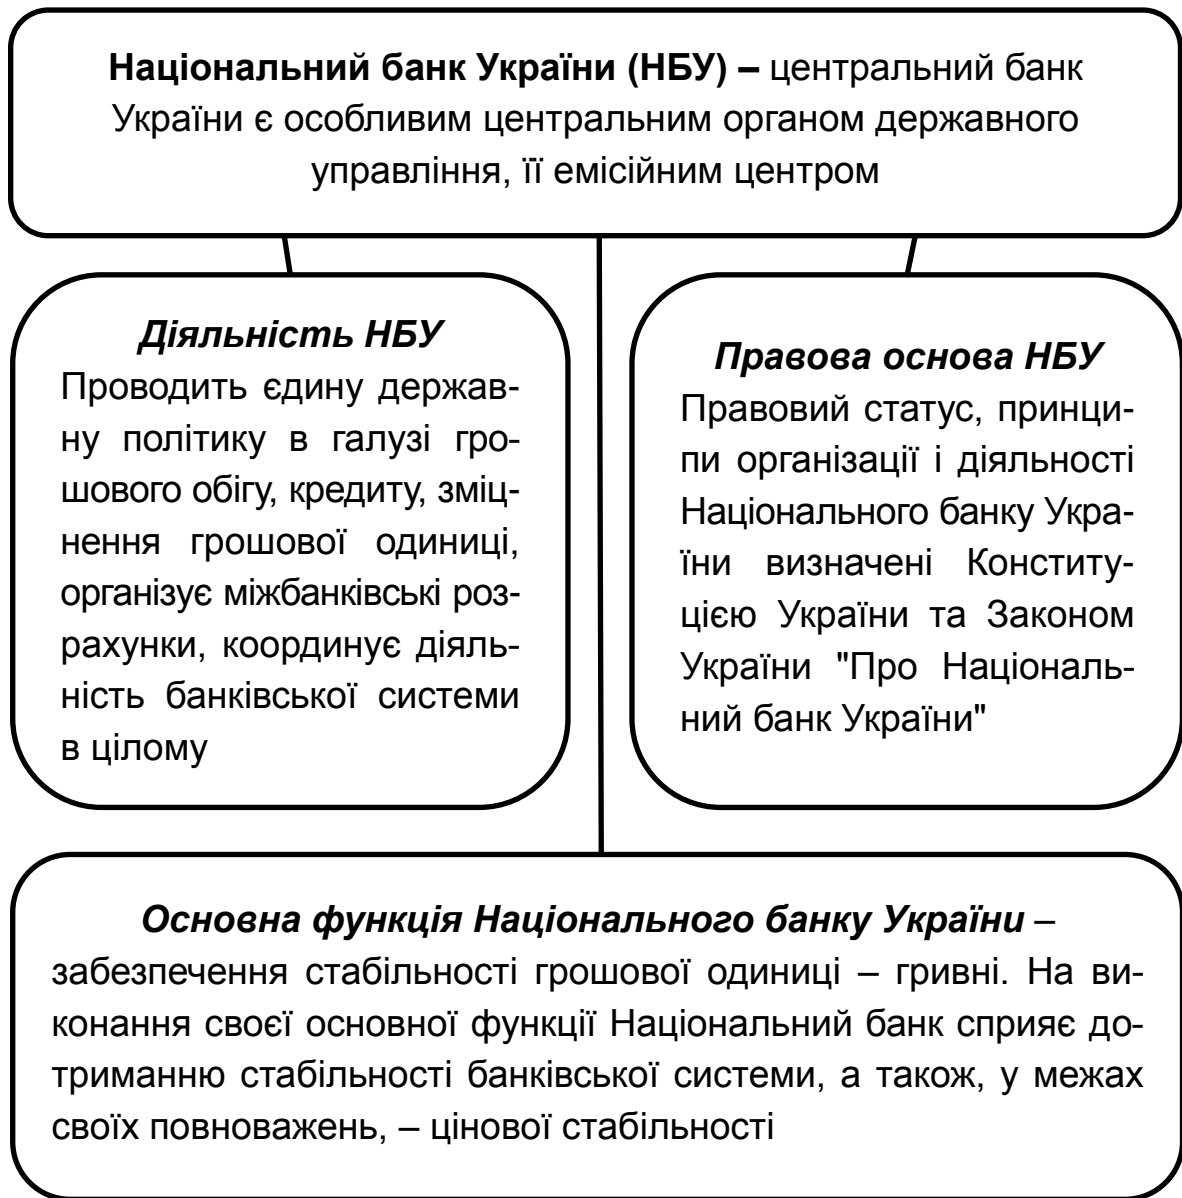 Національний банк України (НБУ) – центральний банк
України є особливим центральним органом державного
управління, її емісійним центром
Діяльність НБУ
Проводить єдину держав-
ну політику в галузі гро-
шового обігу, кредиту, зміц-
нення грошової одиниці,
організує міжбанківські роз-
рахунки, координує діяль-
ність банківської системи
в цілому
Правова основа НБУ
Правовий статус, принци-
пи організації і діяльності
Національного банку Укра-
їни визначені Конститу-
цією України та Законом
України "Про Національ-
ний банк України"
Основна функція Національного банку України –
забезпечення стабільності грошової одиниці – гривні. На ви-
конання своєї основної функції Національний банк сприяє до-
триманню стабільності банківської системи, а також, у межах
своїх повноважень, – цінової стабільності